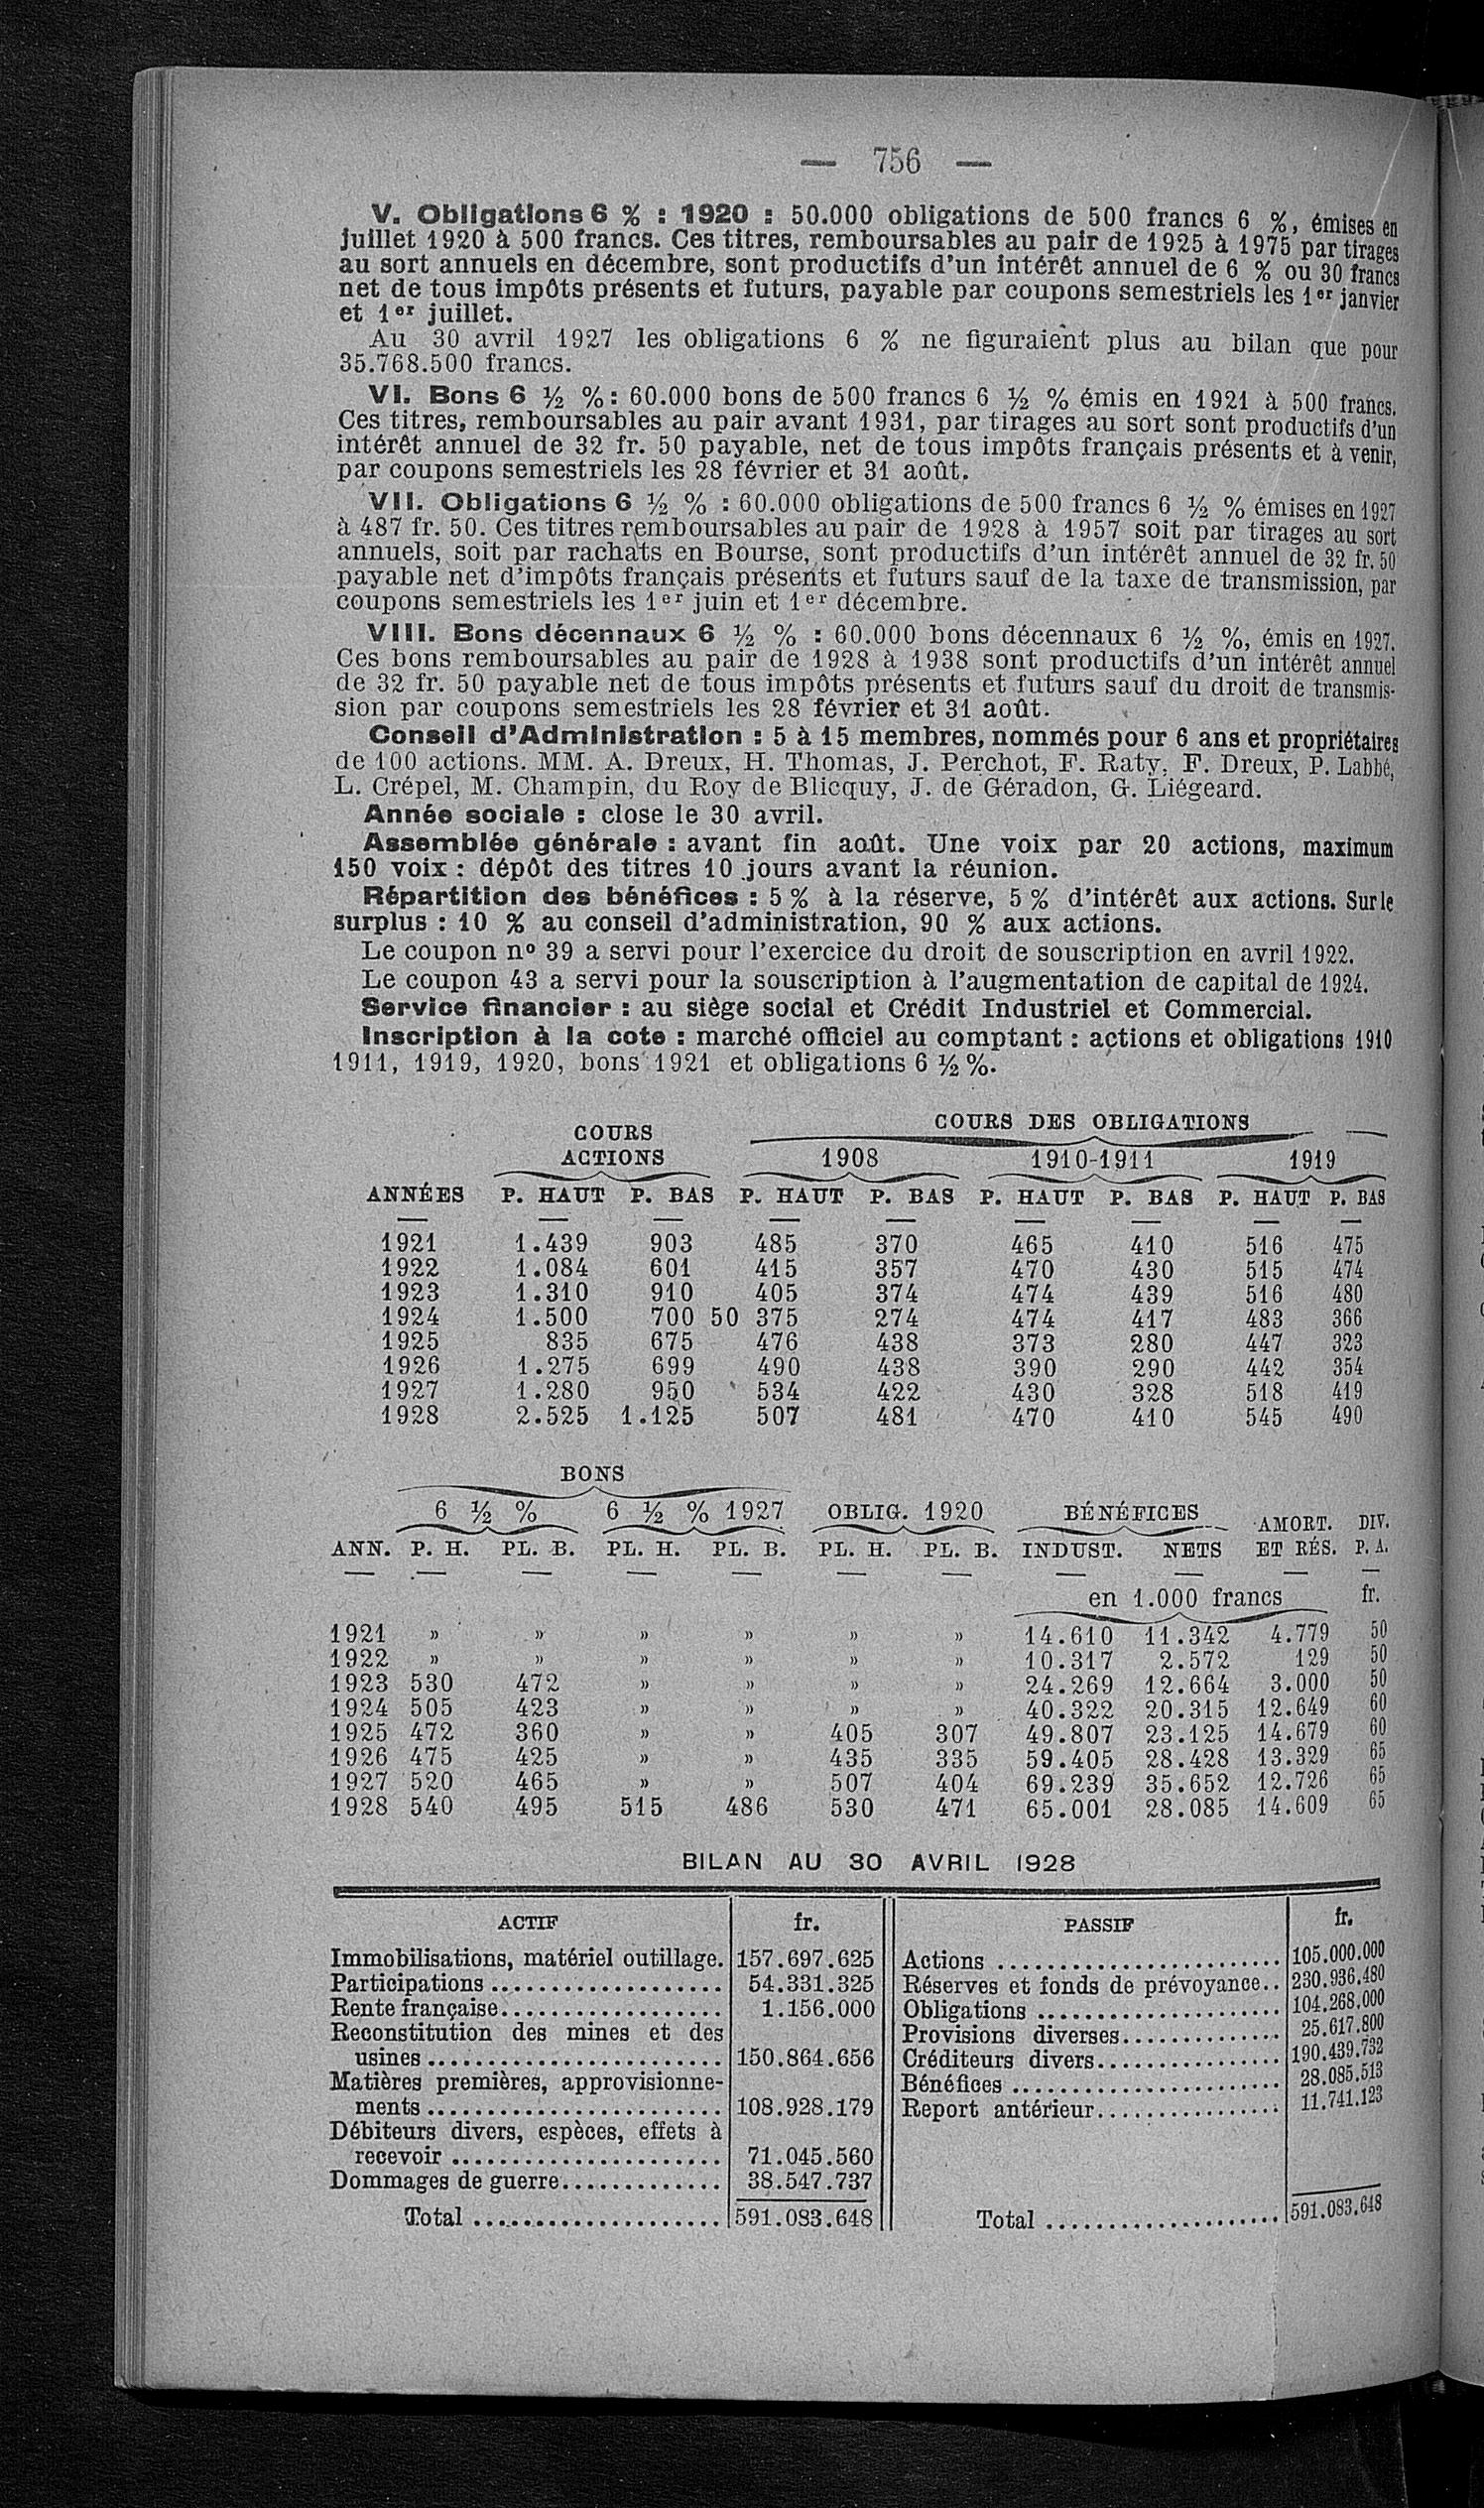 — 756 —
V. Obligations 6 % : 1920 : 50.000 obligations de 500 francs 6 %, émises en
juillet 1920 à 500 francs. Ces titres, remboursables au pair de 1925 à 1975 par tirages
au sort annuels en décembre, sont productifs d'un intérêt annuel de 6 % ou 30 francs
net de tous impôts présents et futurs, payable par coupons semestriels les 1er janvier
et 1er juillet.
Au 30 avril 1927 les obligations 6 % ne figuraient plus au bilan que pour
35.768.500 francs.
VI. Bons 6 ½ %: 60.000 bons de 500 francs 6 ½ % émis en 1921 à 500 francs.
Ces titres, remboursables au pair avant 1931, par tirages au sort sont productifs d'un
intérêt annuel de 32 fr. 50 payable, net de tous impôts français présents et à venir,
par coupons semestriels les 28 février et 31 août.
VII. Obligations 6 ½ % : 60.000 obligations de 500 francs 6 ½ % émises en 1927
à 487 fr. 50. Ces titres remboursables au pair de 1928 à 1957 soit par tirages au sort
annuels, soit par rachats en Bourse, sont productifs d'un intérêt annuel de 32 fr. 50
payable net d'impôts français présents et futurs sauf de la taxe de transmission, par
coupons semestriels les 1er juin et 1er décembre.
VIII. Bons décennaux 6 ½ % : 60.000 bons décennaux 6 ½ %, émis en 1927.
Ces bons remboursables au pair de 1928 à 1938 sont productifs d'un intérêt annuel
de 32 fr. 50 payable net de tous impôts présents et futurs sauf du droit de transmis-
sion par coupons semestriels les 28 février et 31 août.
Conseil d'Administration : 5 à 15 membres, nommés pour 6 ans et propriétaires
de 100 actions. MM. A. Dreux, H. Thomas, J. Perchot, F. Raty, F. Dreux, P. Labbé,
L. Crépel, M. Champin, du Roy de Blicquy, J. de Géradon, G. Liégeard.
Année sociale : close le 30 avril.
Assemblée générale : avant fin août. Une voix par 20 actions, maximum
150 voix : dépôt des titres 10 jours avant la réunion.
Répartition des bénéfices : 5 % à la réserve, 5 % d'intérêt aux actions. Sur le
surplus : 10 % au conseil d'administration, 90 % aux actions.
Le coupon n° 39 a servi pour l'exercice du droit de souscription en avril 1922.
Le coupon 43 a servi pour la souscription à l'augmentation de capital de 1924.
Service financier : au siège social et Crédit Industriel et Commercial.
Inscription à la cote : marché officiel au comptant : actions et obligations 1910
1911, 1919, 1920, bons 1921 et obligations 6 ½ %.
COURS DES OBLIGATIONS
COURS
ACTIONS 1908 1910-1911 1919
ANNÉES P. HAUT P. BAS P. HAUT P. BAS P. HAUT P. BAS P. HAUT P. BAS
1921 1.439 903 485 370 465 410 516 475
1922 1.084 601 415 357 470 430 515 474
1923 1.310 910 405 374 474 439 516 480
1924 1.500 700 50 375 274 474 417 483 366
1925 835 675 476 438 373 280 447 323
1926 1.275 699 490 438 390 290 442 354
1927 1.280 950 534 422 430 328 518 419
1928 2.525 1.125 507 481 470 410 545 490
BONS
6 ½ % 6 ½ % 1927 OBLIG. 1920 BÉNÉFICES AMORT. DIV.
ANN. P. H. PL. B. PL. H. PL. B. PL. H. PL. B. INDUST. NETS ET RÉS. P. A.
en 1.000 francs fr.
1921 » » » » » » 14.610 11.342 4.779 50
1922 » » » » » » 10.317 2.572 129 50
1923 530 472 » » » » 24.269 12.664 3.000 50
1924 505 423 » » » » 40.322 20.315 12.649 60
1925 472 360 » » 405 307 49.807 23.125 14.679 60
1926 475 425 » » 435 335 59.405 28.428 13.329 65
1927 520 465 » » 507 404 69.239 35.652 12.726 65
1928 540 495 515 486 530 471 65.001 28.085 14.609 65
BILAN AU 30 AVRIL 1928
ACTIF fr. PASSIF fr.
Immobilisations, matériel outillage. 157.697.625 Actions ........................ 105.000.000
Participations ................... 54.331.325 Réserves et fonds de prévoyance.. 230.936.480
Rente française................... 1.156.000 Obligations ..................... 104.268.000
Reconstitution des mines et des Provisions diverses.............. 25.617.800
usines ........................ 150.864.656 Créditeurs divers................ 190.439.732
Matières premières, approvisionne- Bénéfices ....................... 28.085.513
ments ........................ 108.928.179 Report antérieur................ 11.741.123
Débiteurs divers, espèces, effets à
recevoir ...................... 71.045.560
Dommages de guerre............. 38.547.737
Total ..................... 591.083.648 Total .................... 591.083.648